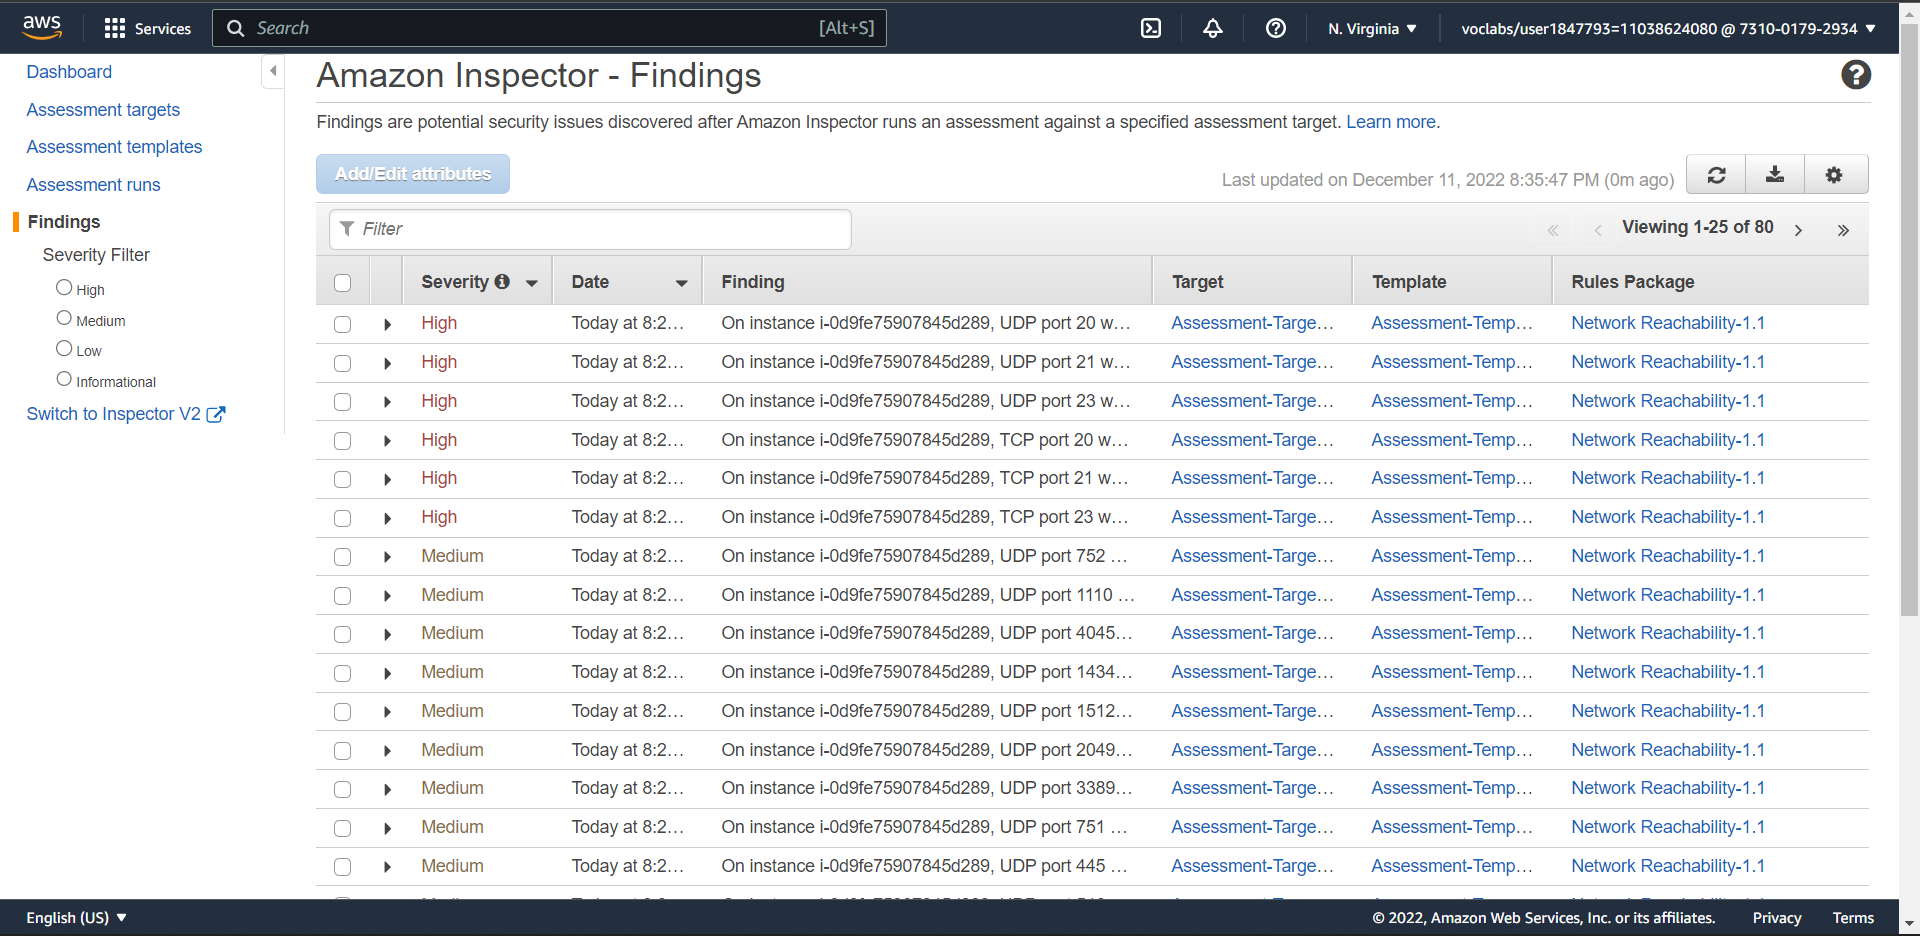 aws Services Search [Alt+S] N. Virginia voclabs/user1847793=11038624080 @ 7310-0179-2934
Dashboard
Assessment targets
Assessment templates
Assessment runs
Findings
Severity Filter
High
Medium
Low
Informational
Switch to Inspector V2
Amazon Inspector - Findings
Findings are potential security issues discovered after Amazon Inspector runs an assessment against a specified assessment target. Learn more.
Add/Edit attributes
Last updated on December 11, 2022 8:35:47 PM (0m ago)
Filter
Viewing 1-25 of 80
Severity Date Finding Target Template Rules Package
High Today at 8:2... On instance i-0d9fe75907845d289, UDP port 20 w... Assessment-Targe... Assessment-Temp... Network Reachability-1.1
High Today at 8:2... On instance i-0d9fe75907845d289, UDP port 21 w... Assessment-Targe... Assessment-Temp... Network Reachability-1.1
High Today at 8:2... On instance i-0d9fe75907845d289, UDP port 23 w... Assessment-Targe... Assessment-Temp... Network Reachability-1.1
High Today at 8:2... On instance i-0d9fe75907845d289, TCP port 20 w... Assessment-Targe... Assessment-Temp... Network Reachability-1.1
High Today at 8:2... On instance i-0d9fe75907845d289, TCP port 21 w... Assessment-Targe... Assessment-Temp... Network Reachability-1.1
High Today at 8:2... On instance i-0d9fe75907845d289, TCP port 23 w... Assessment-Targe... Assessment-Temp... Network Reachability-1.1
Medium Today at 8:2... On instance i-0d9fe75907845d289, UDP port 752 ... Assessment-Targe... Assessment-Temp... Network Reachability-1.1
Medium Today at 8:2... On instance i-0d9fe75907845d289, UDP port 1110 ... Assessment-Targe... Assessment-Temp... Network Reachability-1.1
Medium Today at 8:2... On instance i-0d9fe75907845d289, UDP port 4045... Assessment-Targe... Assessment-Temp... Network Reachability-1.1
Medium Today at 8:2... On instance i-0d9fe75907845d289, UDP port 1434... Assessment-Targe... Assessment-Temp... Network Reachability-1.1
Medium Today at 8:2... On instance i-0d9fe75907845d289, UDP port 1512... Assessment-Targe... Assessment-Temp... Network Reachability-1.1
Medium Today at 8:2... On instance i-0d9fe75907845d289, UDP port 2049... Assessment-Targe... Assessment-Temp... Network Reachability-1.1
Medium Today at 8:2... On instance i-0d9fe75907845d289, UDP port 3389... Assessment-Targe... Assessment-Temp... Network Reachability-1.1
Medium Today at 8:2... On instance i-0d9fe75907845d289, UDP port 751 ... Assessment-Targe... Assessment-Temp... Network Reachability-1.1
Medium Today at 8:2... On instance i-0d9fe75907845d289, UDP port 445 ... Assessment-Targe... Assessment-Temp... Network Reachability-1.1
English (US) © 2022, Amazon Web Services, Inc. or its affiliates. Privacy Terms